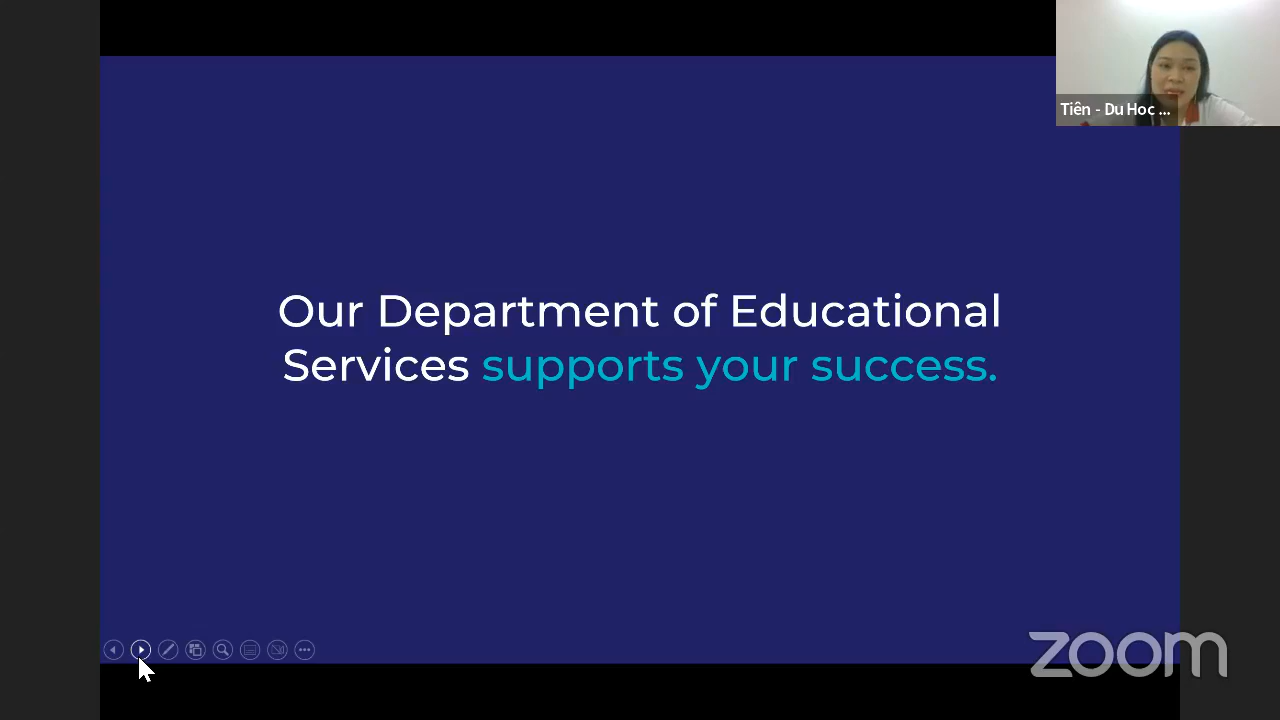 Tiên - Du Hoc ...
Our Department of Educational
Services supports your success.
zoom